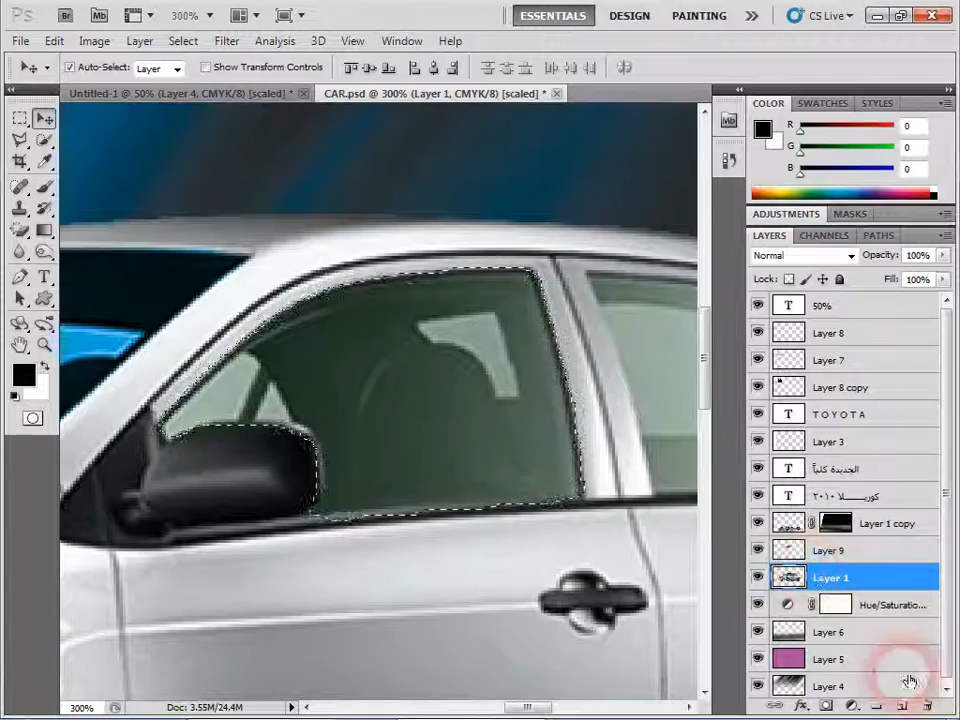 Ps Br Mb 300% ESSENTIALS DESIGN PAINTING CS Live
File Edit Image Layer Select Filter Analysis 3D View Window Help
Auto-Select: Layer Show Transform Controls
Untitled-1 @ 50% (Layer 4, CMYK/8) [scaled] * CAR.psd @ 300% (Layer 1, CMYK/8) [scaled] *
COLOR SWATCHES STYLES
Mb
R 0
G 0
B 0
ADJUSTMENTS MASKS
LAYERS CHANNELS PATHS
Normal Opacity: 100%
Lock: Fill: 100%
T 50%
Layer 8
Layer 7
Layer 8 copy
T T O Y O T A
Layer 3
T الجديدة كلياً
T كورويـــــلا ٢٠١٠
Layer 1 copy
Layer 9
Layer 1
Hue/Saturatio...
Layer 6
Layer 5
Layer 4
300% Doc: 3.55M/24.4M
fx